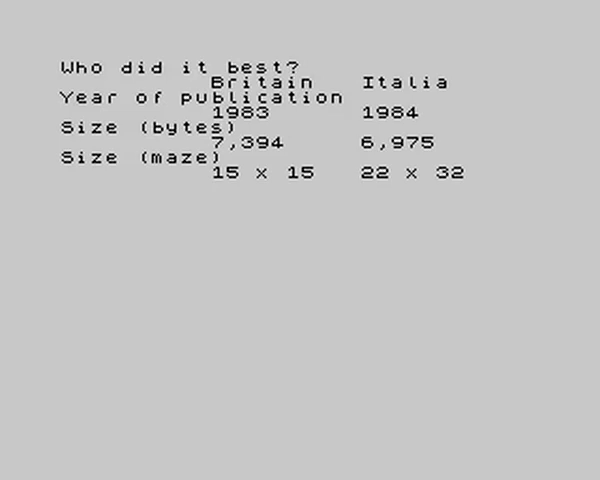 Who did it best?
Britain Italia
Year of publication
1983 1984
Size (bytes)
7,394 6,975
Size (maze)
15 x 15 22 x 32